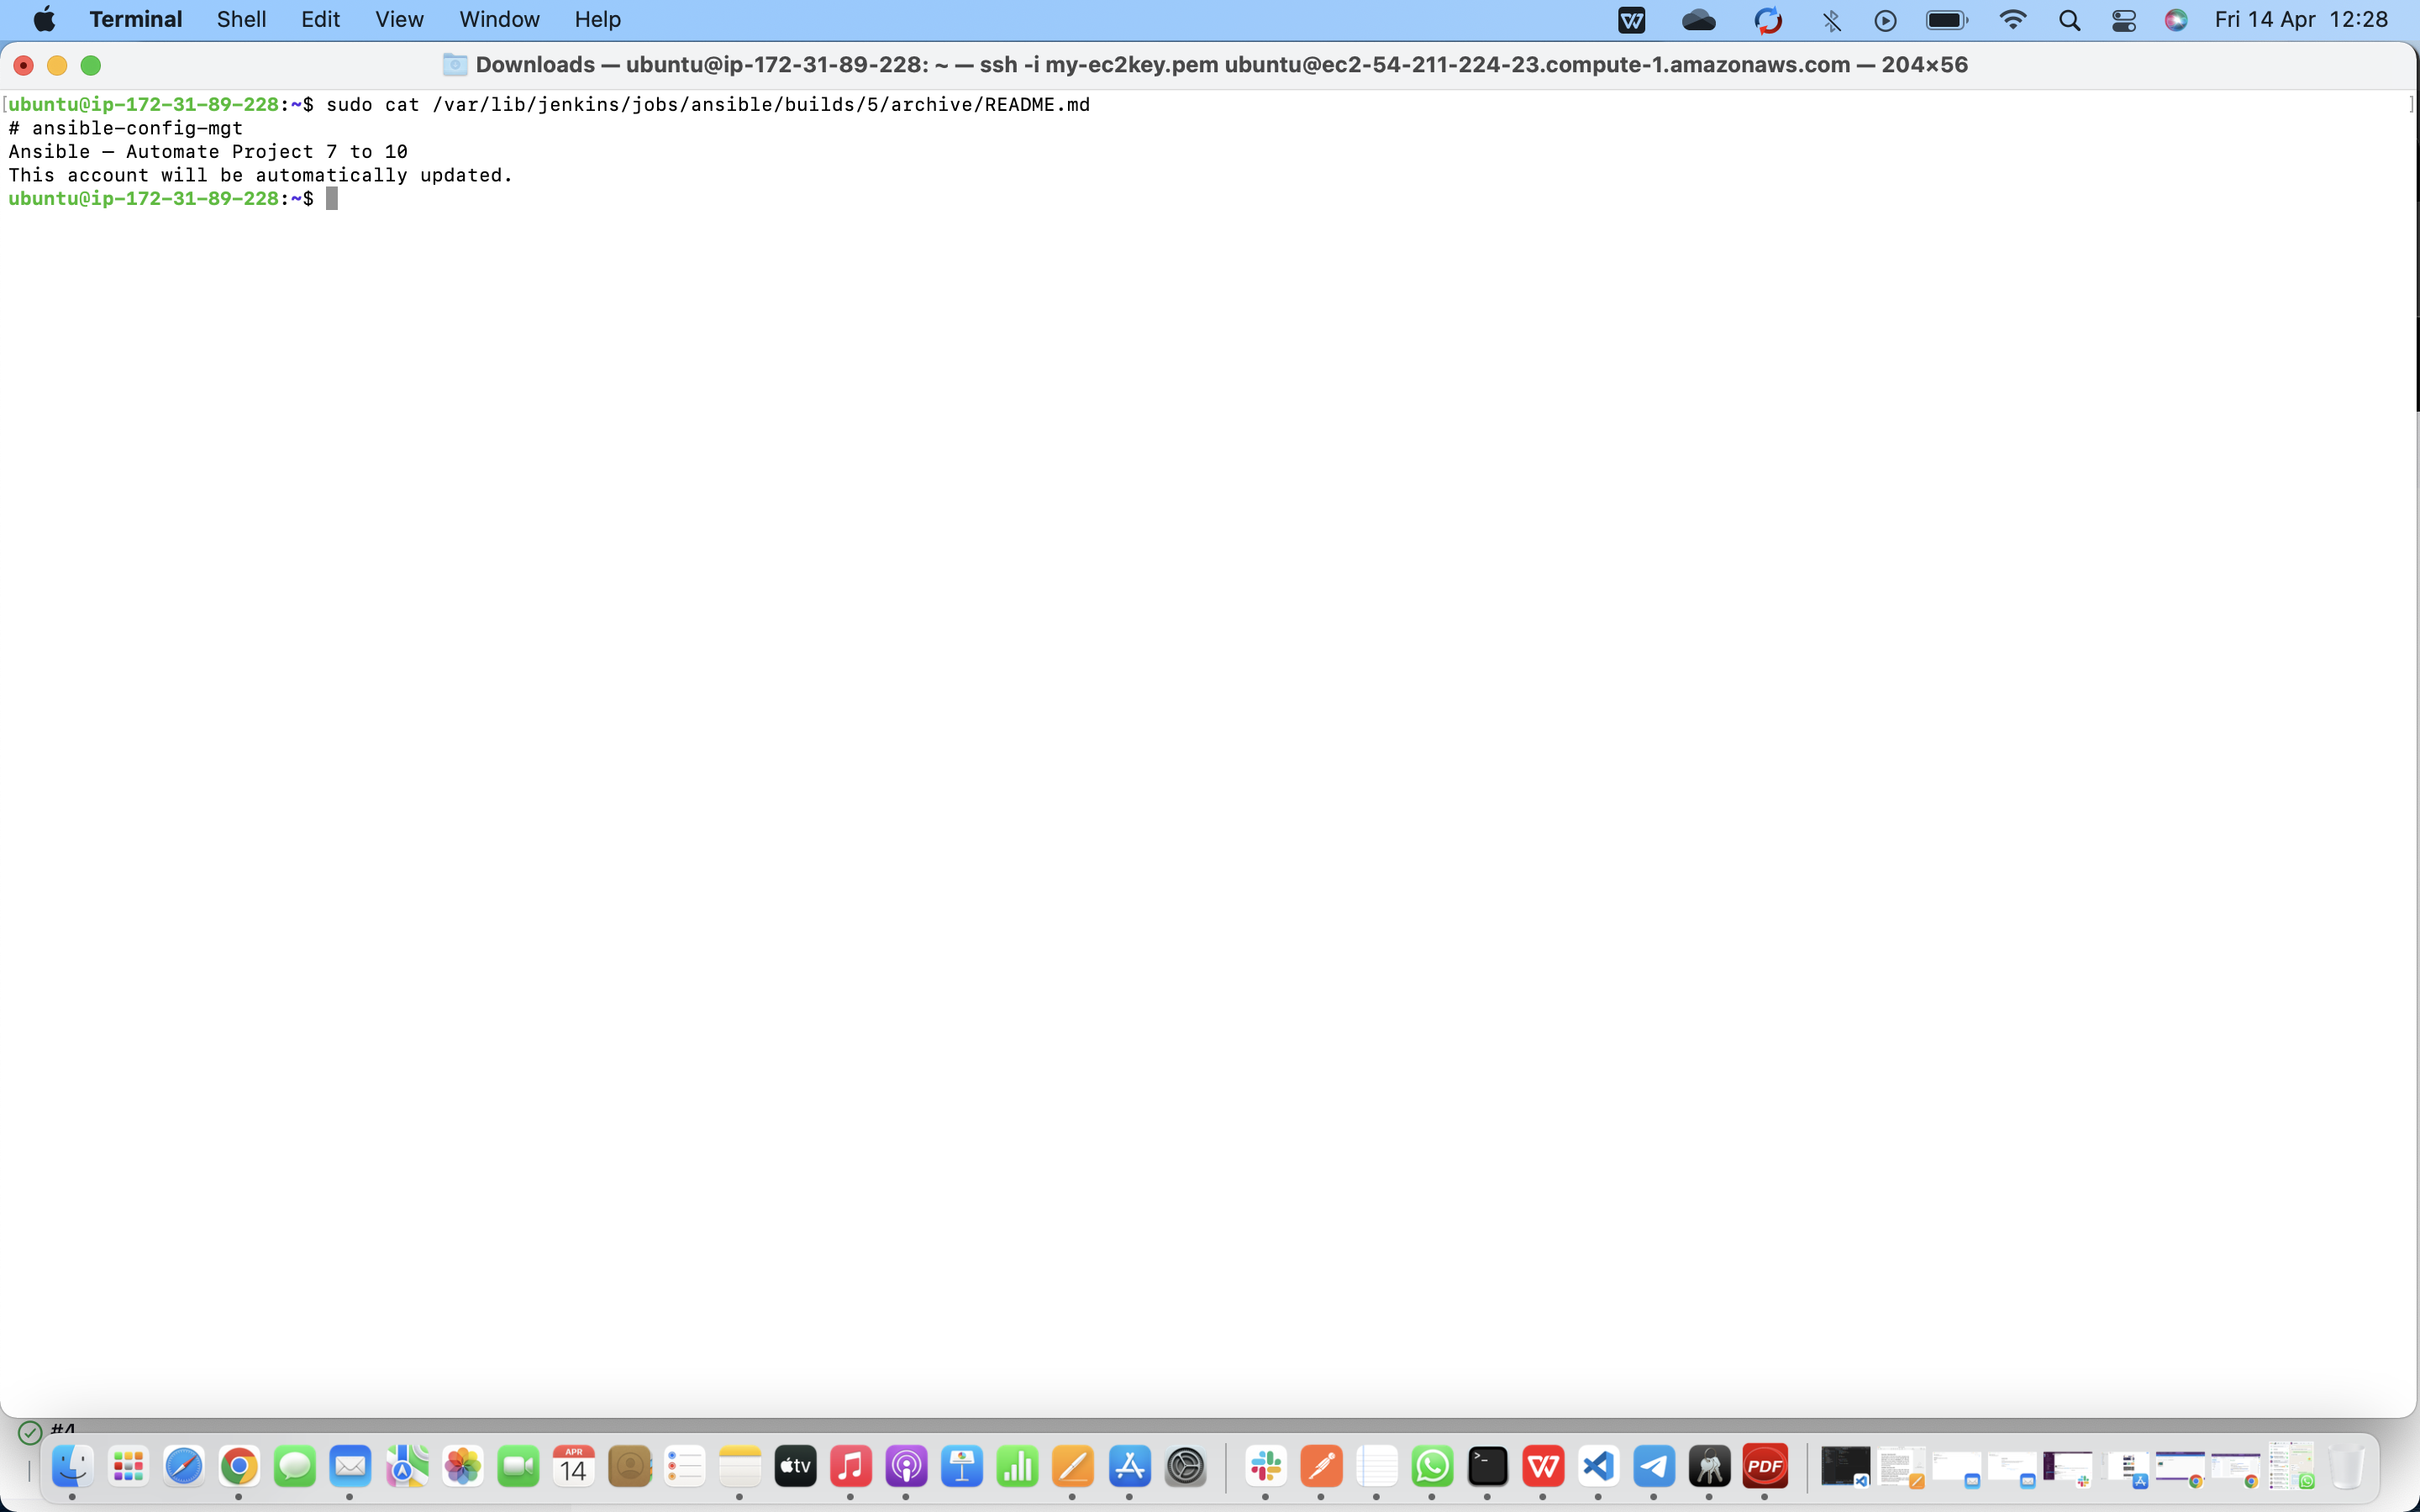 Terminal Shell Edit View Window Help Fri 14 Apr 12:28
Downloads — ubuntu@ip-172-31-89-228: ~ — ssh -i my-ec2key.pem ubuntu@ec2-54-211-224-23.compute-1.amazonaws.com — 204×56
[ubuntu@ip-172-31-89-228:~$ sudo cat /var/lib/jenkins/jobs/ansible/builds/5/archive/README.md ]
# ansible-config-mgt
Ansible – Automate Project 7 to 10
This account will be automatically updated.
ubuntu@ip-172-31-89-228:~$
#4
APR
14
tv
PDF